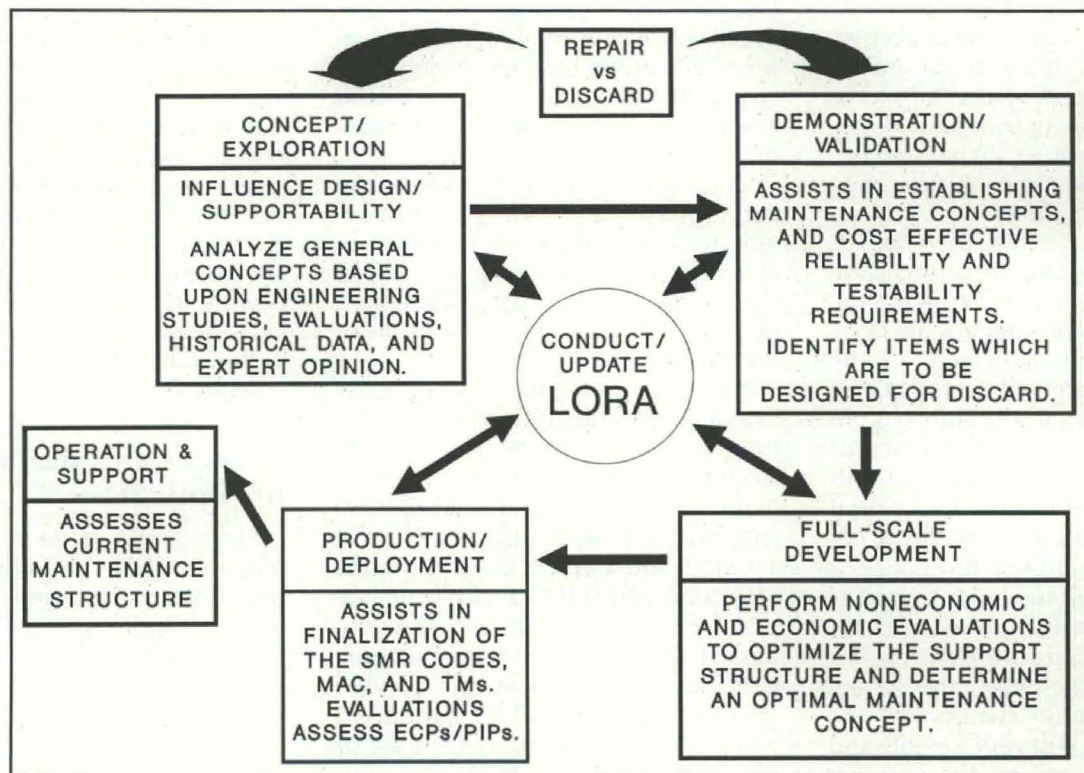 REPAIR
vs
DISCARD
CONCEPT/
EXPLORATION
INFLUENCE DESIGN/
SUPPORTABILITY
ANALYZE GENERAL
CONCEPTS BASED
UPON ENGINEERING
STUDIES, EVALUATIONS,
HISTORICAL DATA, AND
EXPERT OPINION.
DEMONSTRATION/
VALIDATION
ASSISTS IN ESTABLISHING
MAINTENANCE CONCEPTS,
AND COST EFFECTIVE
RELIABILITY AND
TESTABILITY
REQUIREMENTS.
IDENTIFY ITEMS WHICH
ARE TO BE
DESIGNED FOR DISCARD.
CONDUCT/
UPDATE
LORA
OPERATION &
SUPPORT
ASSESSES
CURRENT
MAINTENANCE
STRUCTURE
PRODUCTION/
DEPLOYMENT
ASSISTS IN
FINALIZATION OF
THE SMR CODES,
MAC, AND TMs.
EVALUATIONS
ASSESS ECPs/PIPs.
FULL-SCALE
DEVELOPMENT
PERFORM NONECONOMIC
AND ECONOMIC EVALUATIONS
TO OPTIMIZE THE SUPPORT
STRUCTURE AND DETERMINE
AN OPTIMAL MAINTENANCE
CONCEPT.